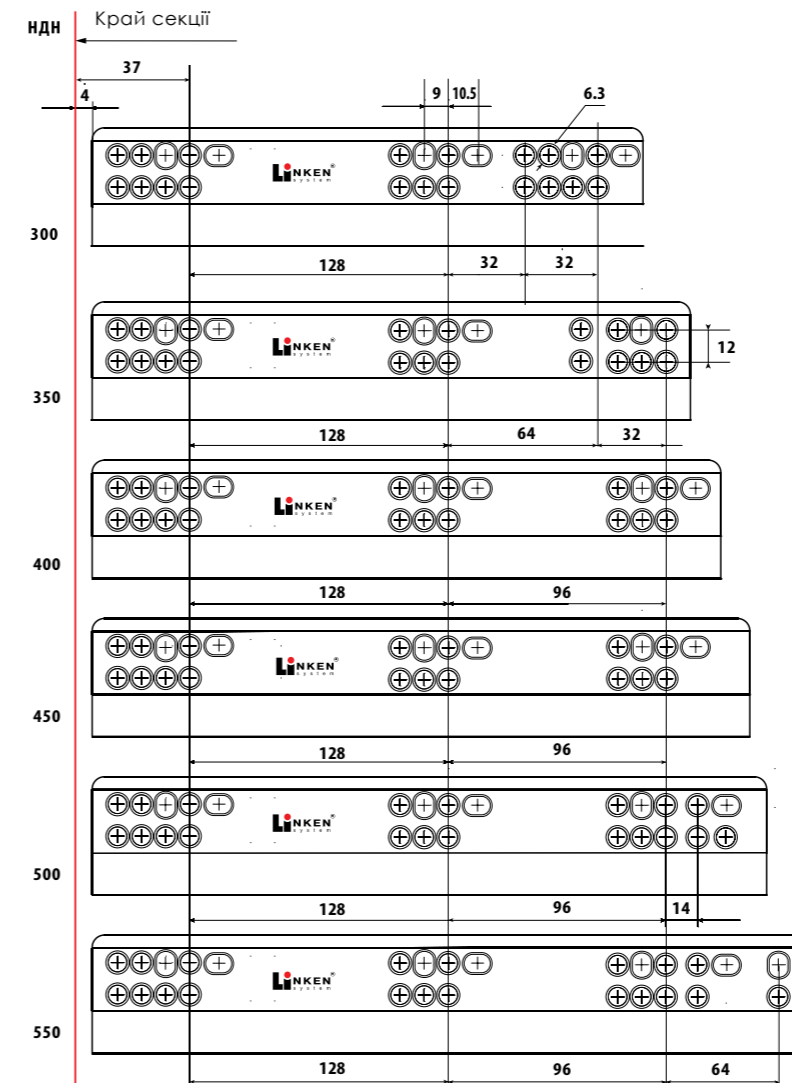 НДН
Край секції
37
4
9
10.5
6.3
LINKEN®
system
300
128
32
32
LINKEN®
system
12
350
128
64
32
LINKEN®
system
400
128
96
LINKEN®
system
450
128
96
LINKEN®
system
500
128
96
14
LINKEN®
system
550
128
96
64